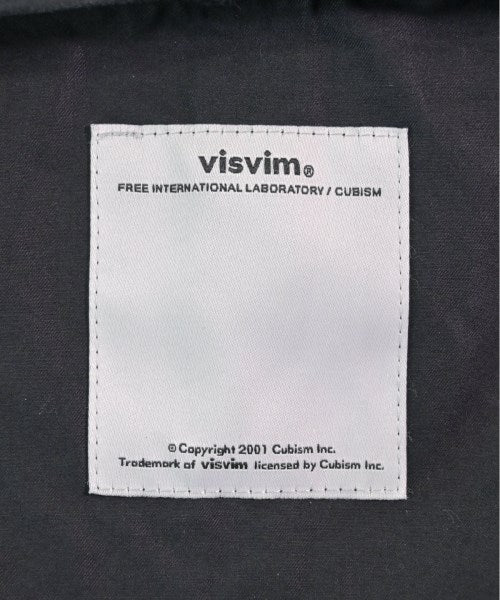 visvim®
FREE INTERNATIONAL LABORATORY / CUBISM
© Copyright 2001 Cubism Inc.
Trademark of visvim licensed by Cubism Inc.